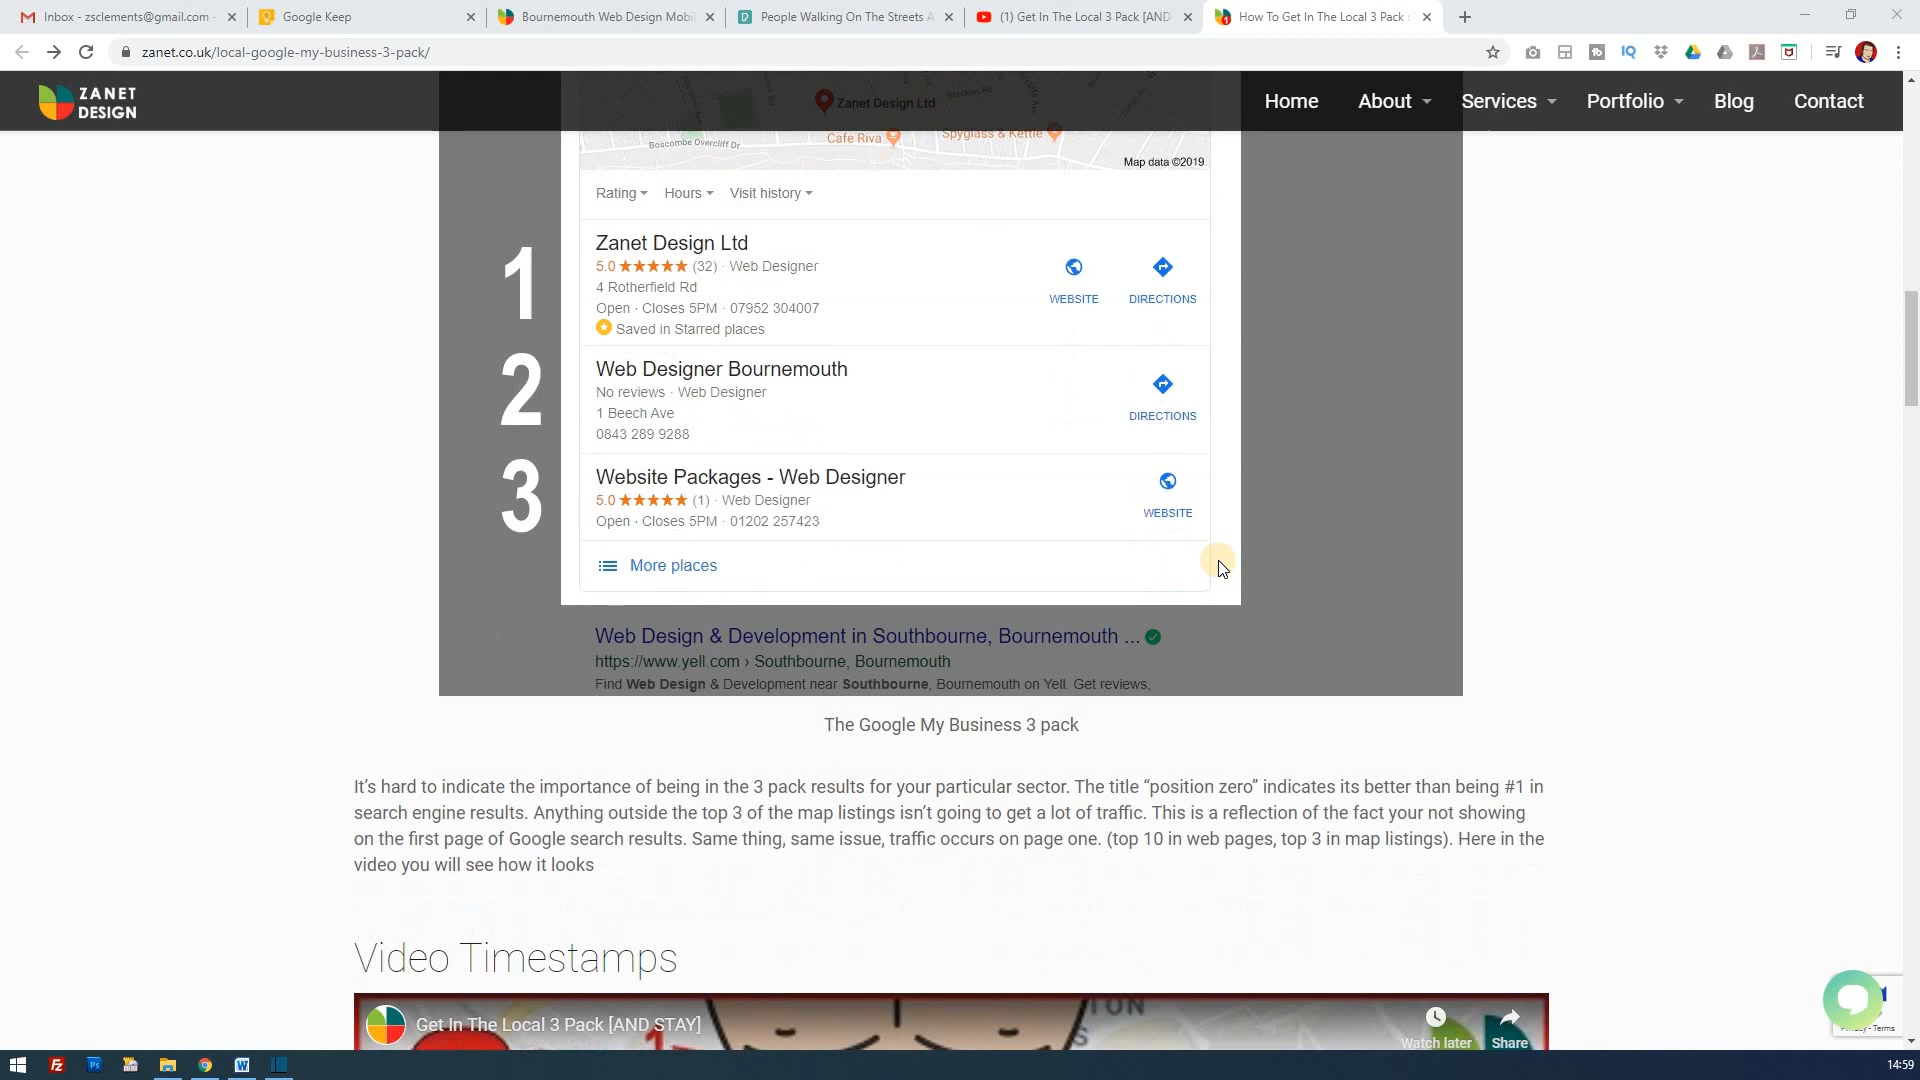 Inbox - zsclements@gmail.com
Google Keep
Bournemouth Web Design Mobi
People Walking On The Streets A
(1) Get In The Local 3 Pack [AND
How To Get In The Local 3 Pack
zanet.co.uk/local-google-my-business-3-pack/
ZANET
DESIGN
Home
About
Services
Portfolio
Blog
Contact
Zanet Design Ltd
Cafe Riva
Spyglass & Kettle
Boscombe Overcliff Dr
Map data ©2019
Rating
Hours
Visit history
1
Zanet Design Ltd
5.0 ★★★★★ (32) · Web Designer
4 Rotherfield Rd
Open · Closes 5PM · 07952 304007
Saved in Starred places
WEBSITE
DIRECTIONS
2
Web Designer Bournemouth
No reviews · Web Designer
1 Beech Ave
0843 289 9288
DIRECTIONS
3
Website Packages - Web Designer
5.0 ★★★★★ (1) · Web Designer
Open · Closes 5PM · 01202 257423
WEBSITE
More places
Web Design & Development in Southbourne, Bournemouth ...
https://www.yell.com › Southbourne, Bournemouth
Find Web Design & Development near Southbourne, Bournemouth on Yell. Get reviews,
The Google My Business 3 pack
It's hard to indicate the importance of being in the 3 pack results for your particular sector. The title “position zero” indicates its better than being #1 in
search engine results. Anything outside the top 3 of the map listings isn't going to get a lot of traffic. This is a reflection of the fact your not showing
on the first page of Google search results. Same thing, same issue, traffic occurs on page one. (top 10 in web pages, top 3 in map listings). Here in the
video you will see how it looks
Video Timestamps
Get In The Local 3 Pack [AND STAY]
Watch later
Share
Privacy - Terms
14:59